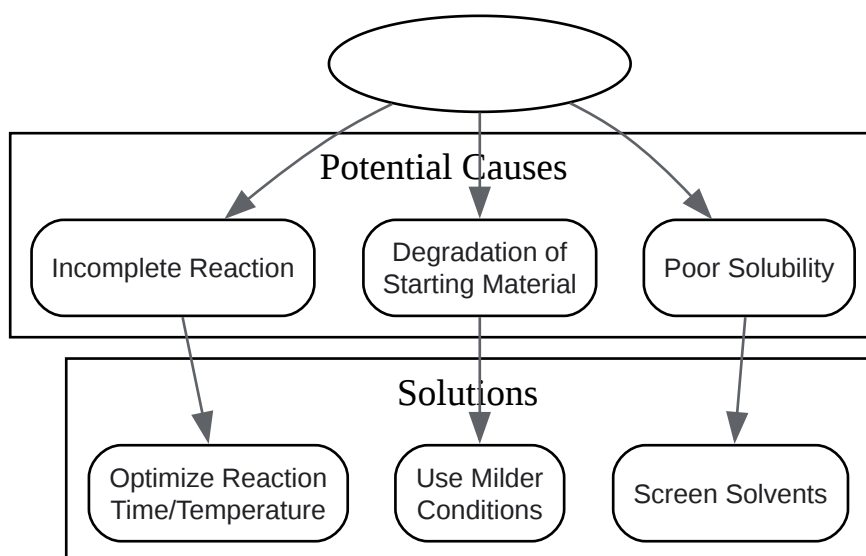 Potential Causes
Incomplete Reaction
Degradation of
Starting Material
Poor Solubility
Solutions
Optimize Reaction
Time/Temperature
Use Milder
Conditions
Screen Solvents